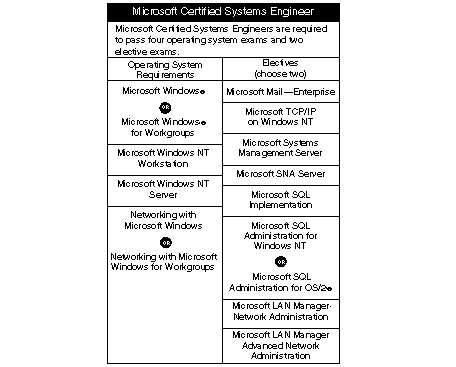 Microsoft Certified Systems Engineer
Microsoft Certified Systems Engineers are required
to pass four operating system exams and two
elective exams.
Operating System
Requirements
Microsoft Windows
OR
Microsoft Windows
for Workgroups
Microsoft Windows NT
Workstation
Microsoft Windows NT
Server
Networking with
Microsoft Windows
OR
Networking with Microsoft
Windows for Workgroups
Electives
(choose two)
Microsoft Mail—Enterprise
Microsoft TCP/IP
on Windows NT
Microsoft Systems
Management Server
Microsoft SNA Server
Microsoft SQL
Implementation
Microsoft SQL
Administration for
Windows NT
OR
Microsoft SQL
Administration for OS/2
Microsoft LAN Manager-
Network Administration
Microsoft LAN Manager
Advanced Network
Administration